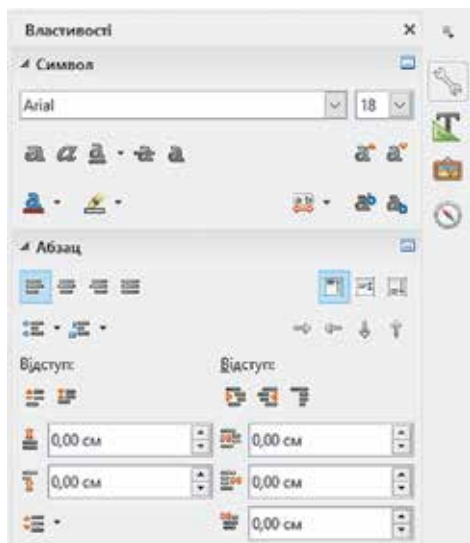 Властивості
Символ
Arial 18
Абзац
Відступ: Відступ:
0,00 см 0,00 см
0,00 см 0,00 см
0,00 см